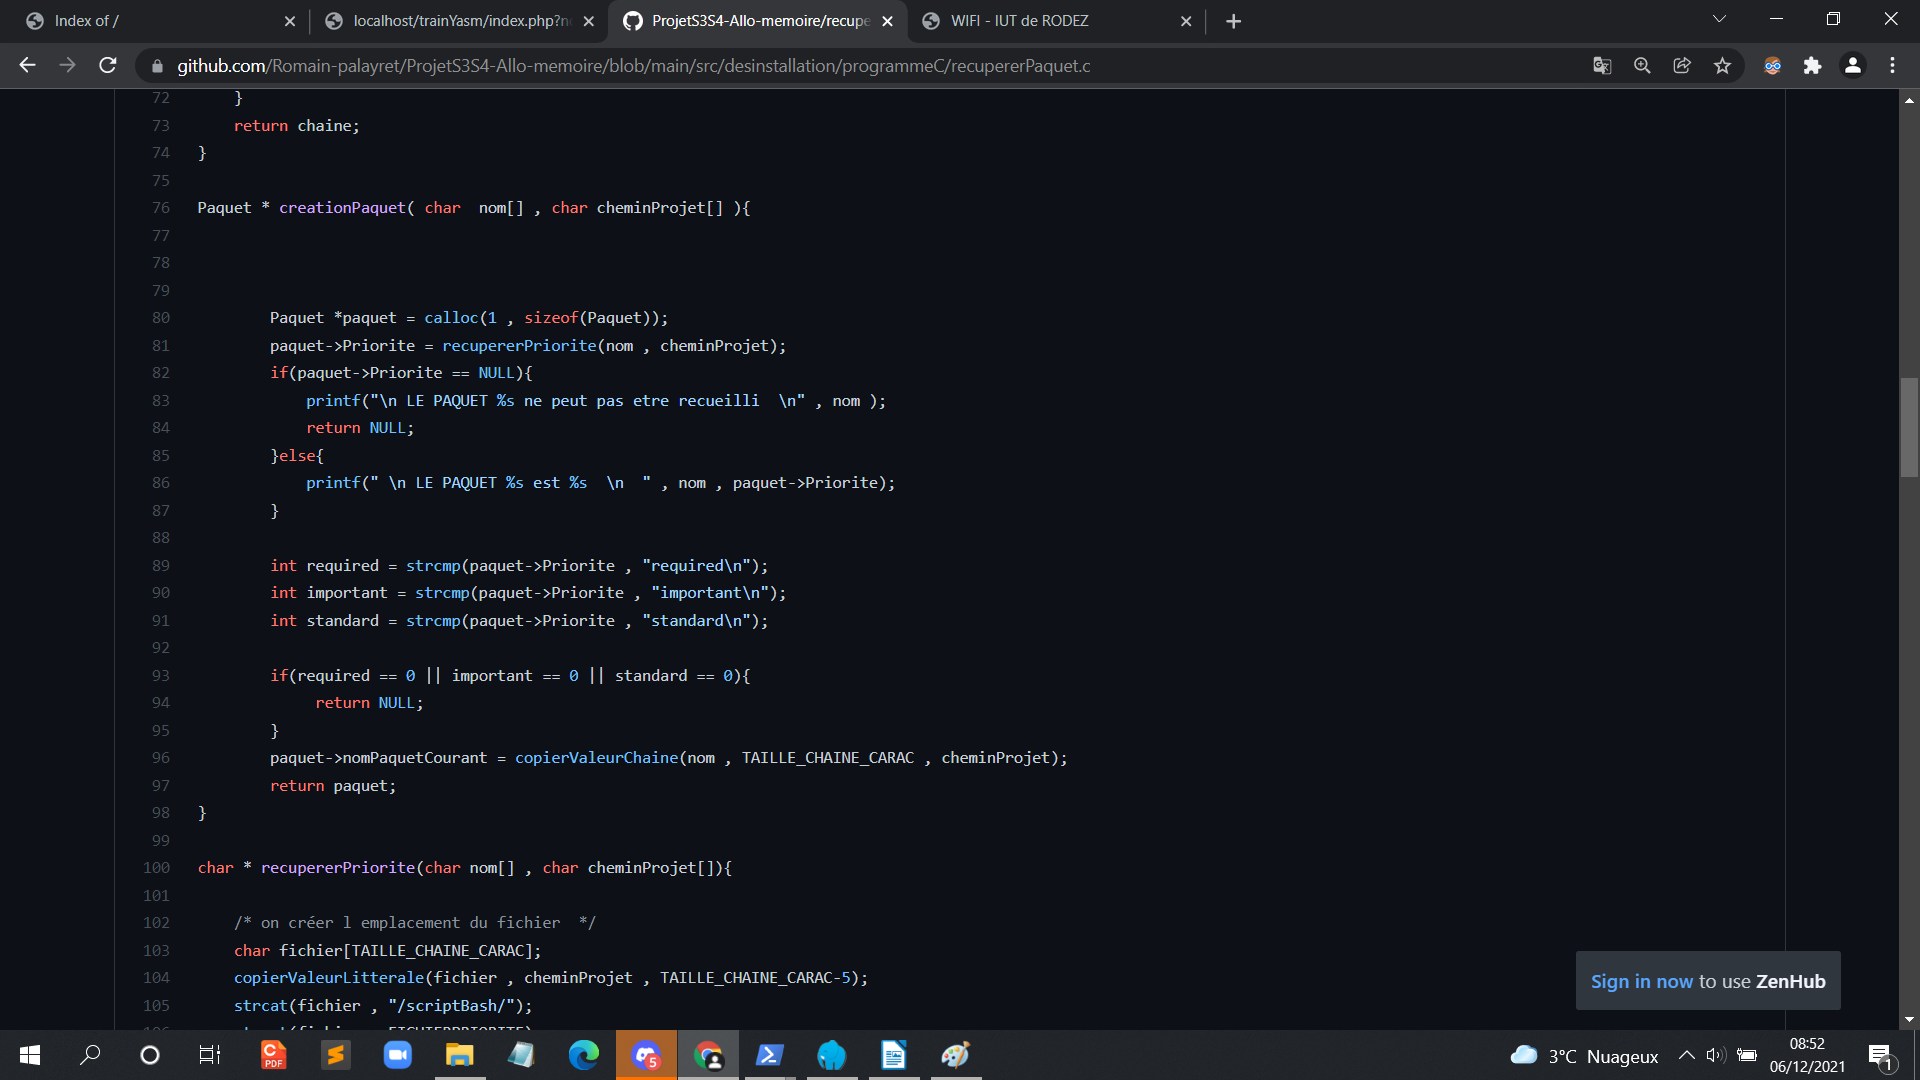 Index of /
localhost/trainYasm/index.php?n
ProjetS3S4-Allo-memoire/recupe
WIFI - IUT de RODEZ
github.com/Romain-palayret/ProjetS3S4-Allo-memoire/blob/main/src/desinstallation/programmeC/recupererPaquet.c
72 }
73 return chaine;
74 }
75
76 Paquet * creationPaquet( char  nom[] , char cheminProjet[] ){
77
78
79
80 Paquet *paquet = calloc(1 , sizeof(Paquet));
81 paquet->Priorite = recupererPriorite(nom , cheminProjet);
82 if(paquet->Priorite == NULL){
83 printf("\n LE PAQUET %s ne peut pas etre recueilli  \n" , nom );
84 return NULL;
85 }else{
86 printf(" \n LE PAQUET %s est %s  \n  " , nom , paquet->Priorite);
87 }
88
89 int required = strcmp(paquet->Priorite , "required\n");
90 int important = strcmp(paquet->Priorite , "important\n");
91 int standard = strcmp(paquet->Priorite , "standard\n");
92
93 if(required == 0 || important == 0 || standard == 0){
94 return NULL;
95 }
96 paquet->nomPaquetCourant = copierValeurChaine(nom , TAILLE_CHAINE_CARAC , cheminProjet);
97 return paquet;
98 }
99
100 char * recupererPriorite(char nom[] , char cheminProjet[]){
101
102 /* on créer l emplacement du fichier  */
103 char fichier[TAILLE_CHAINE_CARAC];
104 copierValeurLitterale(fichier , cheminProjet , TAILLE_CHAINE_CARAC-5);
105 strcat(fichier , "/scriptBash/");
Sign in now to use ZenHub
PDF
5
3°C Nuageux
08:52
06/12/2021
1